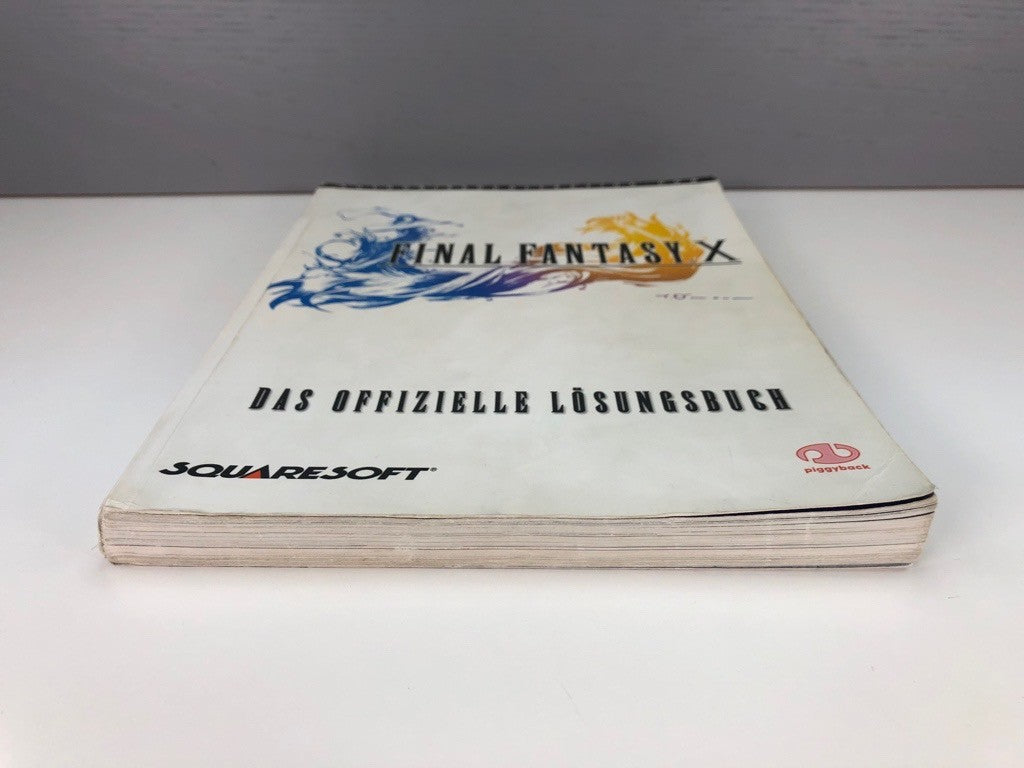 FINAL FANTASY X
DAS OFFIZIELLE LÖSUNGSBUCH
SQUARESOFT®
piggyback